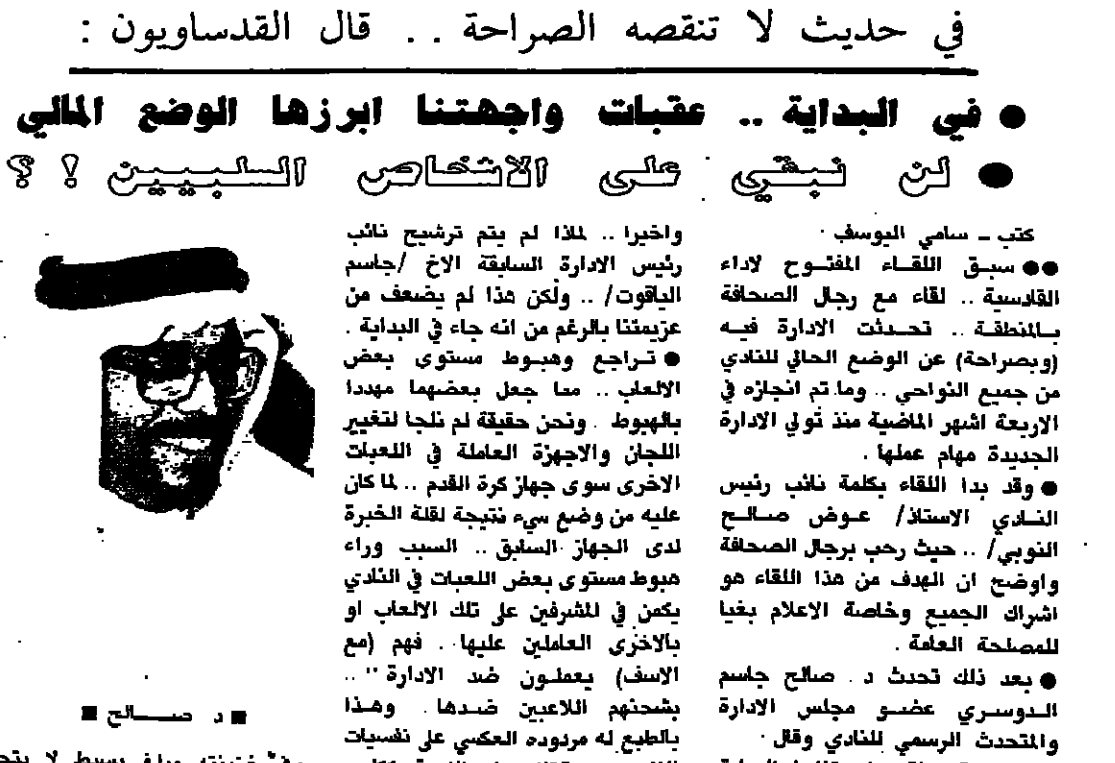 في حديث لا تنقصه الصراحة .. قال القدساويون :
● في البداية .. عقبات واجهتنا ابرزها الوضع المالي
● لن نبقي على الاشخاص السلبيين ! ؟
كتب ــ سامي اليوسف
●● سبق اللقاء المفتوح لاداء
القادسية .. لقاء مع رجال الصحافة
بالمنطقة .. تحدثت الادارة فيه
(وبصراحة) عن الوضع الحالي للنادي
من جميع النواحي .. وما تم انجازه في
الاربعة اشهر الماضية منذ تولي الادارة
الجديدة مهام عملها .
● وقد بدا اللقاء بكلمة نائب رئيس
النادي الاستاذ/ عوض صالح
النوبي/ .. حيث رحب برجال الصحافة
واوضح ان الهدف من هذا اللقاء هو
اشراك الجميع وخاصة الاعلام بغيا
للمصلحة العامة .
● بعد ذلك تحدث د . صالح جاسم
الدوسري عضو مجلس الادارة
والمتحدث الرسمي للنادي وقال
واخيرا .. لماذا لم يتم ترشيح نائب
رئيس الادارة السابقة الاخ /جاسم
الياقوت/ .. ولكن هذا لم يضعف من
عزيمتنا بالرغم من انه جاء في البداية .
● تراجع وهبوط مستوى بعض
الالعاب .. مما جعل بعضهما مهددا
بالهبوط . ونحن حقيقة لم نلجا لتغيير
اللجان والاجهزة العاملة في اللعبات
الاخرى سوى جهاز كرة القدم .. لما كان
عليه من وضع سيء نتيجة لقلة الخبرة
لدى الجهاز السابق .. السبب وراء
هبوط مستوى بعض اللعبات في النادي
يكمن في المشرفين على تلك الالعاب او
بالاخرى العاملين عليها .. فهم (مع
الاسف) يعملون ضد الادارة " ..
بشحنهم اللاعبين ضدها . وهذا
بالطبع له مردوده العكسي على نفسيات
■ د صــالح ■